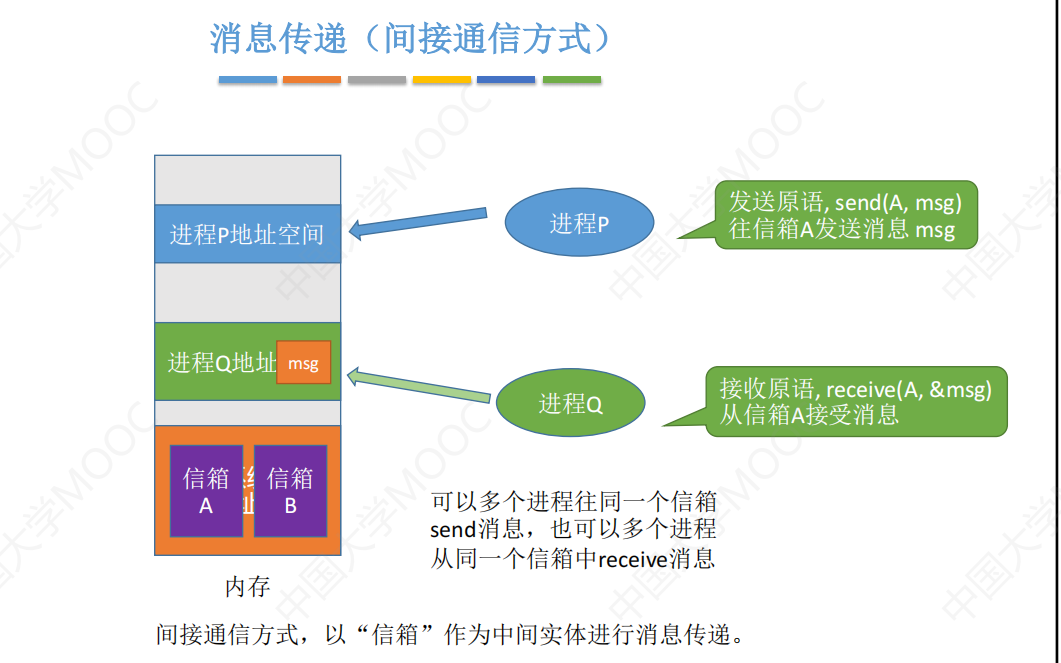 消息传递（间接通信方式）
进程P地址空间
进程P
发送原语, send(A, msg)
往信箱A发送消息 msg
进程Q地址
msg
进程Q
接收原语, receive(A, &msg)
从信箱A接受消息
信箱
A
信箱
B
可以多个进程往同一个信箱
send消息，也可以多个进程
从同一个信箱中receive消息
内存
间接通信方式，以“信箱”作为中间实体进行消息传递。
中国大学MOOC